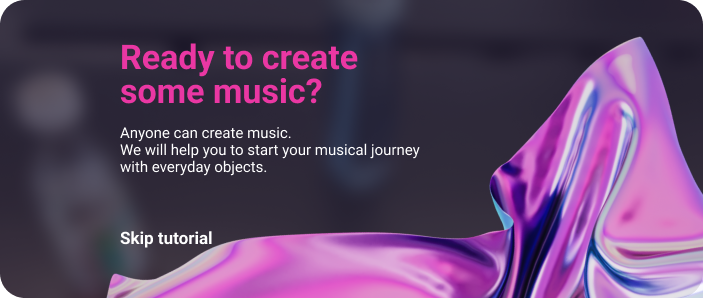 Ready to create
some music?
Anyone can create music.
We will help you to start your musical journey
with everyday objects.
Skip tutorial